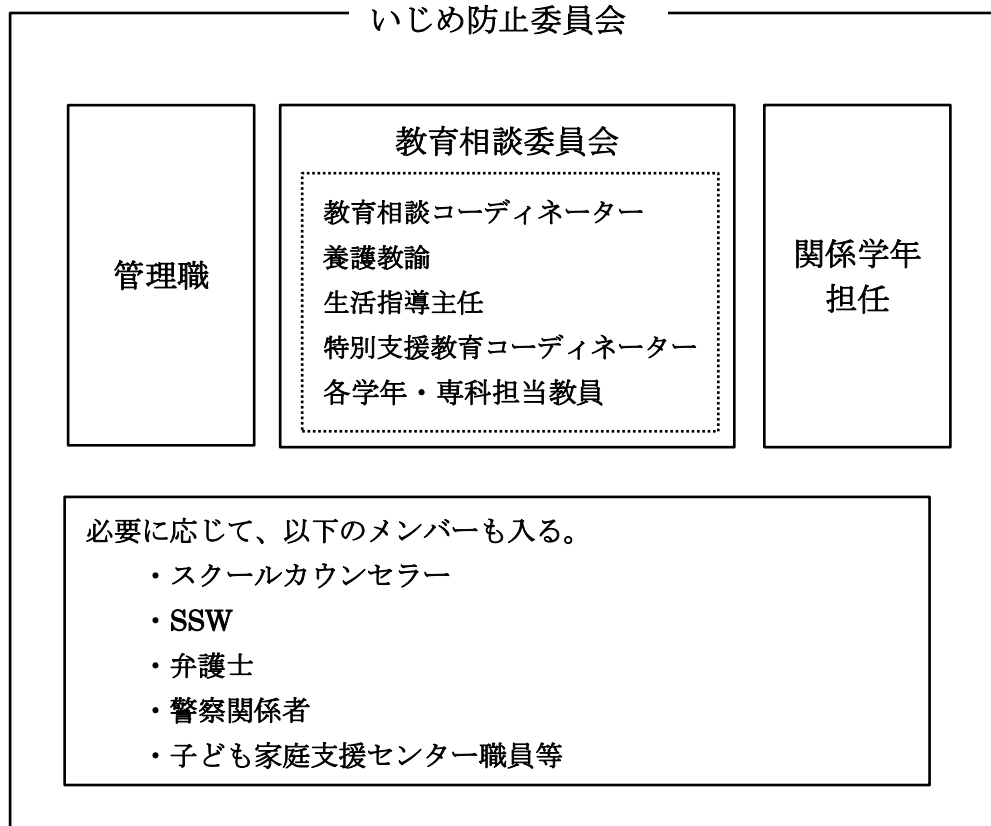 いじめ防止委員会
管理職
教育相談委員会
教育相談コーディネーター
養護教諭
生活指導主任
特別支援教育コーディネーター
各学年・専科担当教員
関係学年
担任
必要に応じて、以下のメンバーも入る。
・スクールカウンセラー
・SSW
・弁護士
・警察関係者
・子ども家庭支援センター職員等